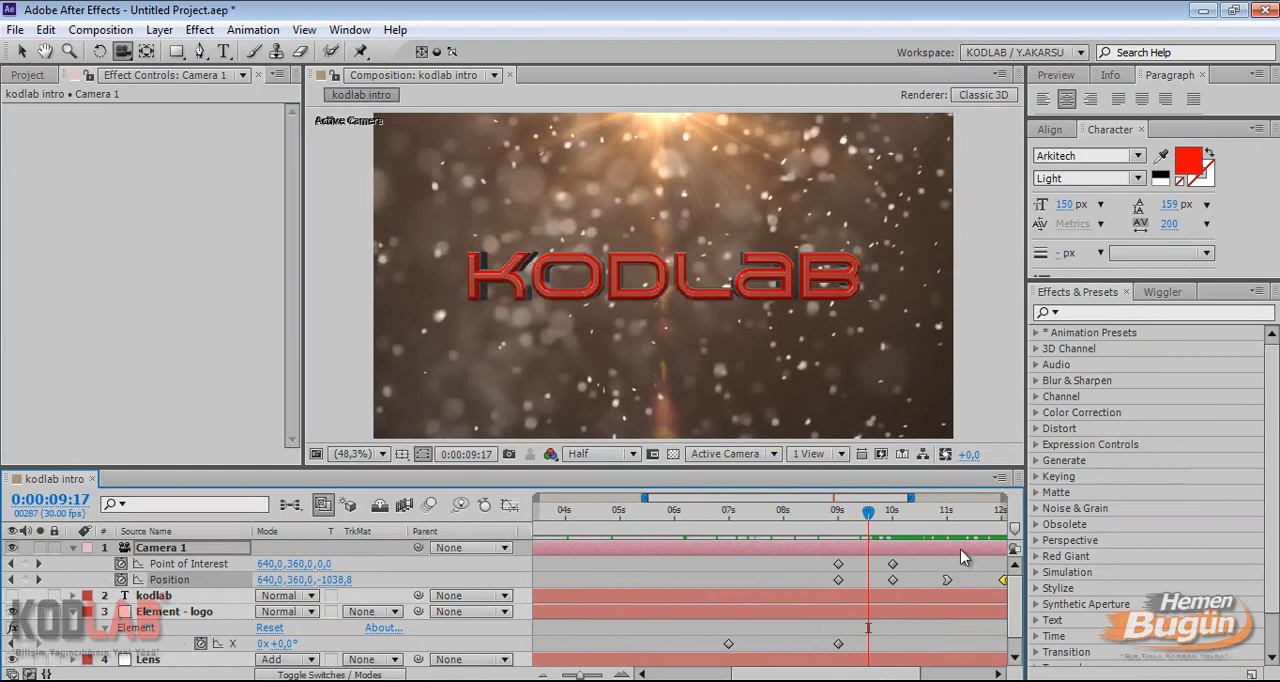 Adobe After Effects - Untitled Project.aep *
File Edit Composition Layer Effect Animation View Window Help
Workspace: KODLAB / Y.AKARSU Search Help
Project Effect Controls: Camera 1 Composition: kodlab intro Preview Info Paragraph
kodlab intro • Camera 1
kodlab intro Renderer: Classic 3D
Active Camera
KODLAB
Align Character
Arkitech
Light
150 px 159 px
Metrics 200
- px
Effects & Presets Wiggler
* Animation Presets
3D Channel
Audio
Blur & Sharpen
Channel
Color Correction
Distort
Expression Controls
Generate
Keying
Matte
Noise & Grain
Obsolete
Perspective
Red Giant
Simulation
Stylize
Synthetic Aperture
Text
Time
Transition
(48,3%) 0:00:09:17 Half Active Camera 1 View +0,0
kodlab intro
0:00:09:17
00287 (30.00 fps)
04s 05s 06s 07s 08s 09s 10s 11s 12s
# Source Name Mode T TrkMat Parent
1 Camera 1 None
Point of Interest 640,0,360,0,0,0
Position 640,0,360,0,-1038,8
2 kodlab Normal None
3 Element - logo Normal None None
Element Reset About...
X 0x+0,0°
4 Lens Add None None
Toggle Switches / Modes
KODLAB
Bilişim Yayıncılığının Yeni Yüzü
Hemen
Bugün